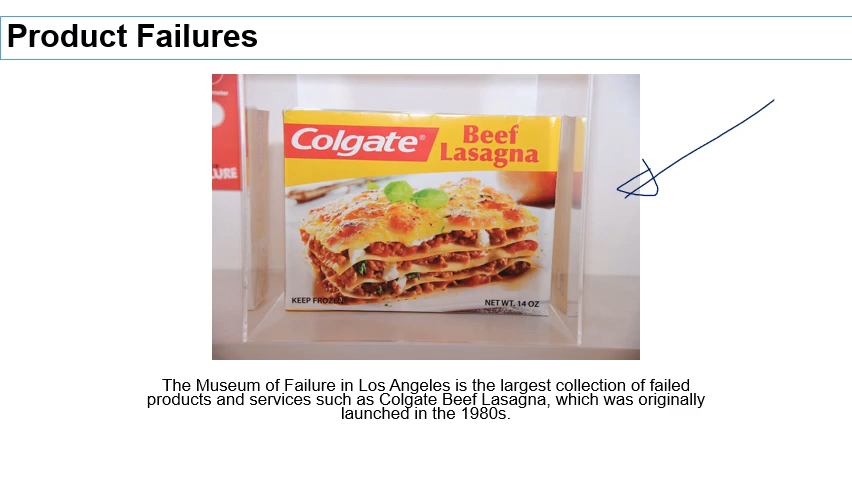 Product Failures
URE
Colgate®
Beef
Lasagna
KEEP FROZEN
NET WT. 14 OZ
The Museum of Failure in Los Angeles is the largest collection of failed
products and services such as Colgate Beef Lasagna, which was originally
launched in the 1980s.